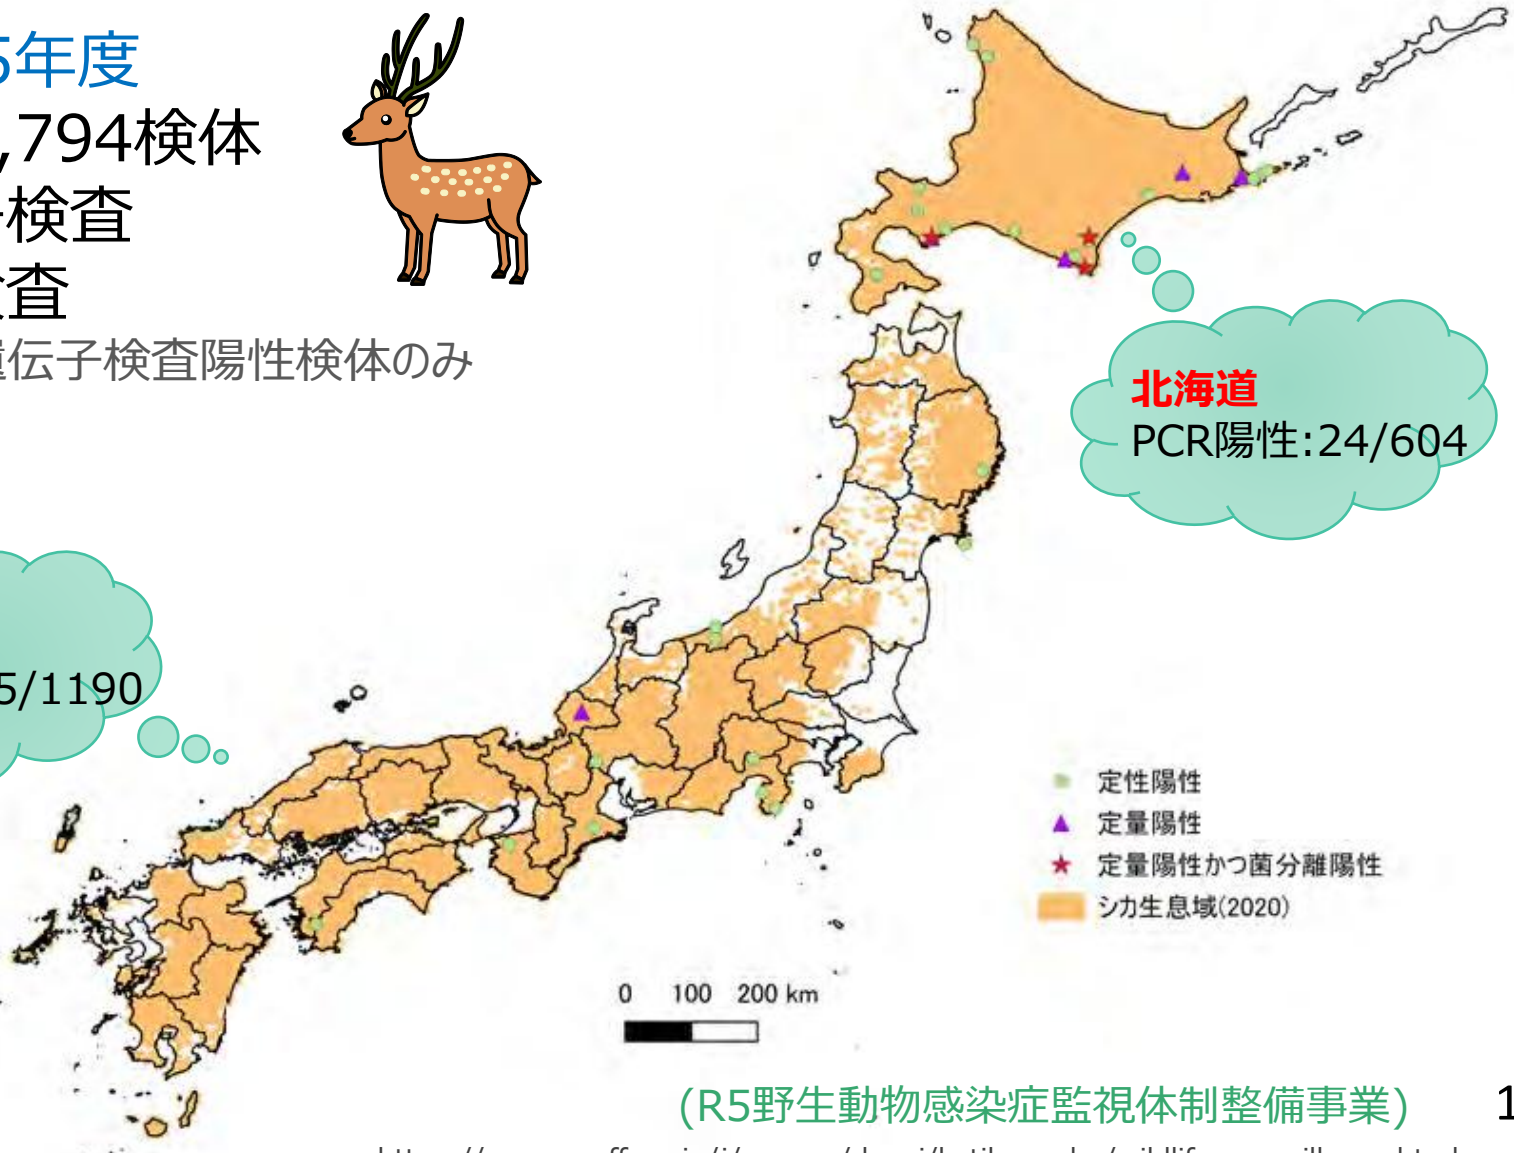 5年度
,794検体
検査
査
遺伝子検査陽性検体のみ
北海道
PCR陽性:24/604
5/1190
定性陽性
定量陽性
定量陽性かつ菌分離陽性
シカ生息域(2020)
0 100 200 km
(R5野生動物感染症監視体制整備事業)
1